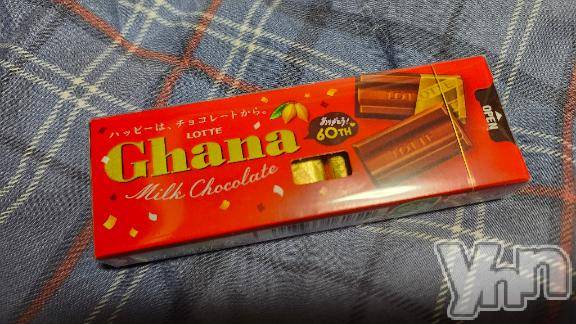 ハッピーは、チョコレートから。
LOTTE
Ghana
Milk Chocolate
ありがとう!
60TH
OPEN
yhn